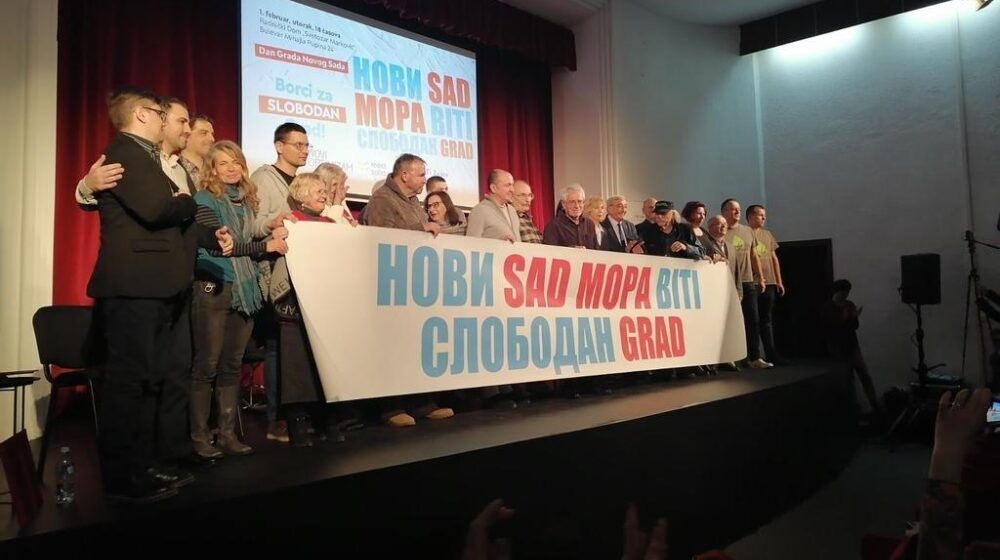 1. februar, utorak, 18 časova
Radnički Dom „Svetozar Marković"
Bulevar Mihajla Pupina 24
Dan Grada Novog Sada
Borci za
SLOBODAN
НОВИ SAD
МОРА BITI
СЛОБОДАН GRAD
НОВИ SAD МОРА BITI
СЛОБОДАН GRAD